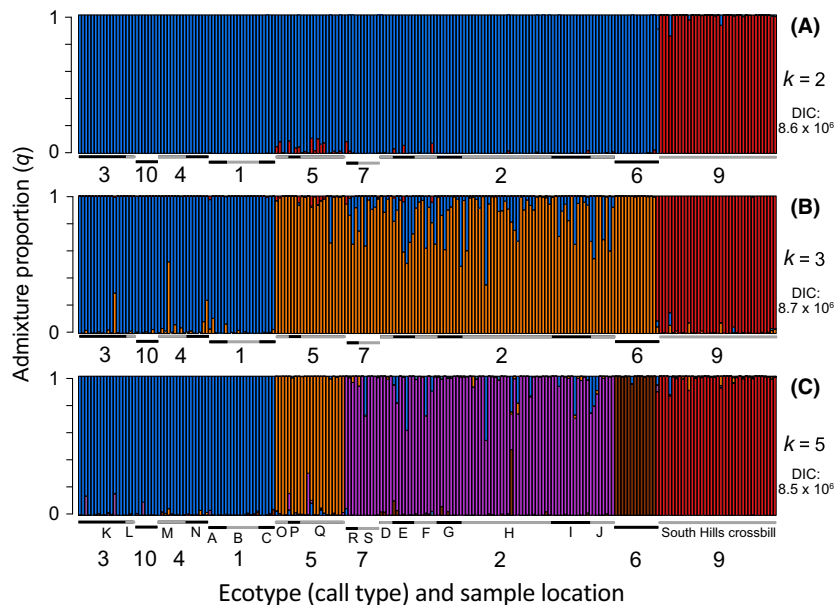 (A)
1
k = 2
DIC:
8.6 x 10⁶
0
3 10 4 1 5 7 2 6 9
(B)
1
k = 3
DIC:
8.7 x 10⁶
0
3 10 4 1 5 7 2 6 9
Admixture proportion (q)
(C)
1
k = 5
DIC:
8.5 x 10⁶
0
K L M N A B C O P Q R S D E F G H I J South Hills crossbill
3 10 4 1 5 7 2 6 9
Ecotype (call type) and sample location